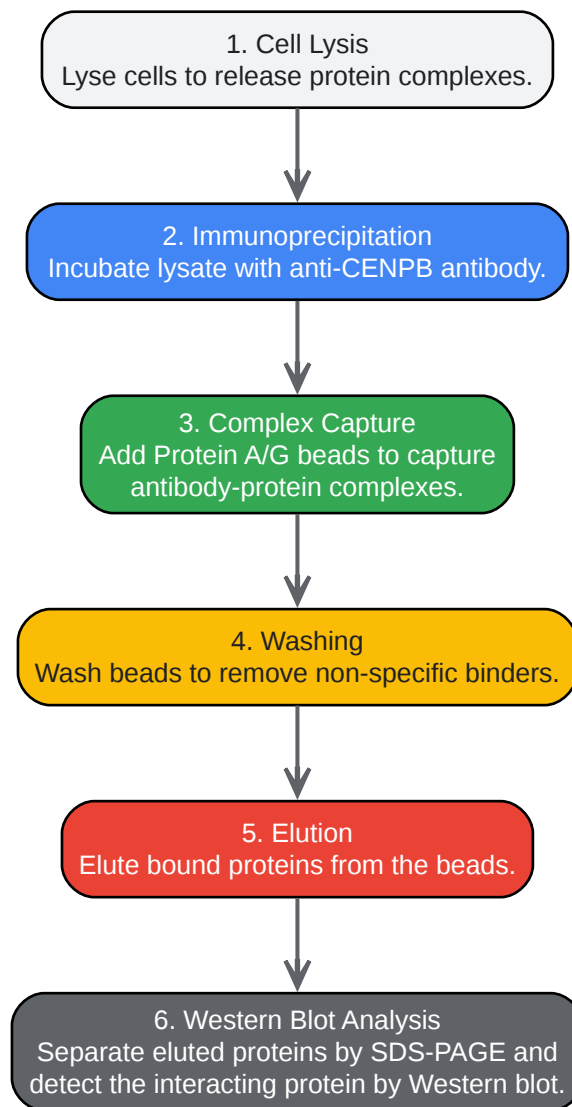 1. Cell Lysis
Lyse cells to release protein complexes.
2. Immunoprecipitation
Incubate lysate with anti-CENPB antibody.
3. Complex Capture
Add Protein A/G beads to capture
antibody-protein complexes.
4. Washing
Wash beads to remove non-specific binders.
5. Elution
Elute bound proteins from the beads.
6. Western Blot Analysis
Separate eluted proteins by SDS-PAGE and
detect the interacting protein by Western blot.